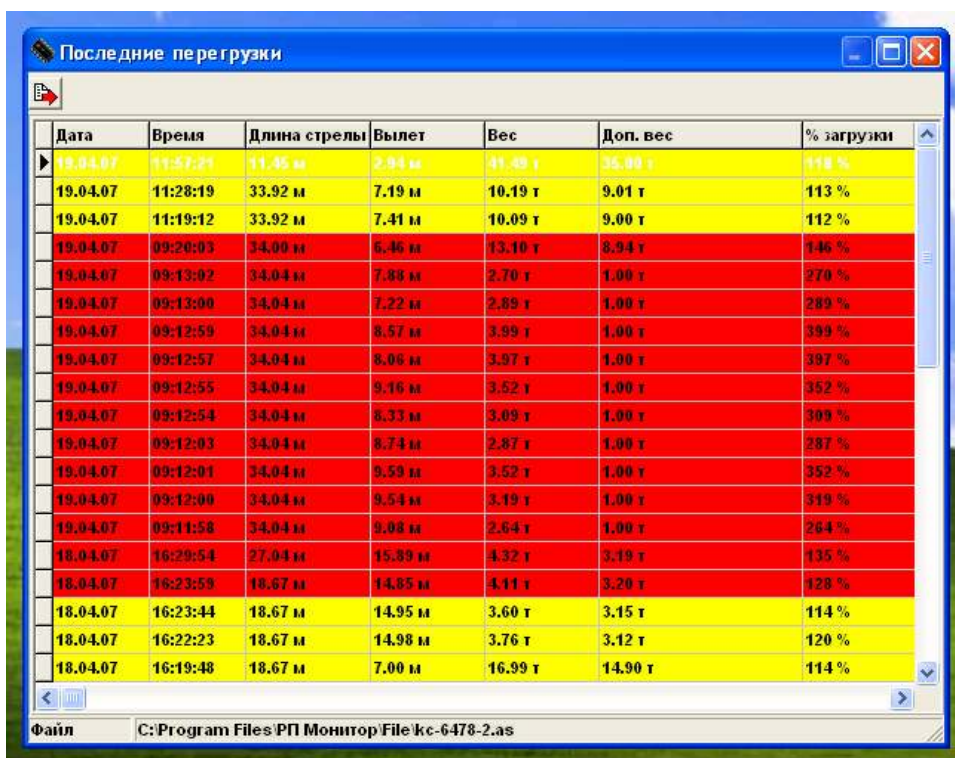 Последние перегрузки
Дата Время Длина стрелы Вылет Вес Доп. вес % загрузки
19.04.07 11:57:21 11.45 м 2.94 м 41.49 т 35.00 т 118 %
19.04.07 11:28:19 33.92 м 7.19 м 10.19 т 9.01 т 113 %
19.04.07 11:19:12 33.92 м 7.41 м 10.09 т 9.00 т 112 %
19.04.07 09:20:03 34.00 м 6.46 м 13.10 т 8.94 т 146 %
19.04.07 09:13:02 34.04 м 7.88 м 2.70 т 1.00 т 270 %
19.04.07 09:13:00 34.04 м 7.22 м 2.89 т 1.00 т 289 %
19.04.07 09:12:59 34.04 м 8.57 м 3.99 т 1.00 т 399 %
19.04.07 09:12:57 34.04 м 8.06 м 3.97 т 1.00 т 397 %
19.04.07 09:12:55 34.04 м 9.16 м 3.52 т 1.00 т 352 %
19.04.07 09:12:54 34.04 м 8.33 м 3.09 т 1.00 т 309 %
19.04.07 09:12:03 34.04 м 8.74 м 2.87 т 1.00 т 287 %
19.04.07 09:12:01 34.04 м 9.59 м 3.52 т 1.00 т 352 %
19.04.07 09:12:00 34.04 м 9.54 м 3.19 т 1.00 т 319 %
19.04.07 09:11:58 34.04 м 9.08 м 2.64 т 1.00 т 264 %
18.04.07 16:29:54 27.04 м 15.89 м 4.32 т 3.19 т 135 %
18.04.07 16:23:59 18.67 м 14.85 м 4.11 т 3.20 т 128 %
18.04.07 16:23:44 18.67 м 14.95 м 3.60 т 3.15 т 114 %
18.04.07 16:22:23 18.67 м 14.98 м 3.76 т 3.12 т 120 %
18.04.07 16:19:48 18.67 м 7.00 м 16.99 т 14.90 т 114 %
Файл C:\Program Files\РП Монитор\File\kc-6478-2.as